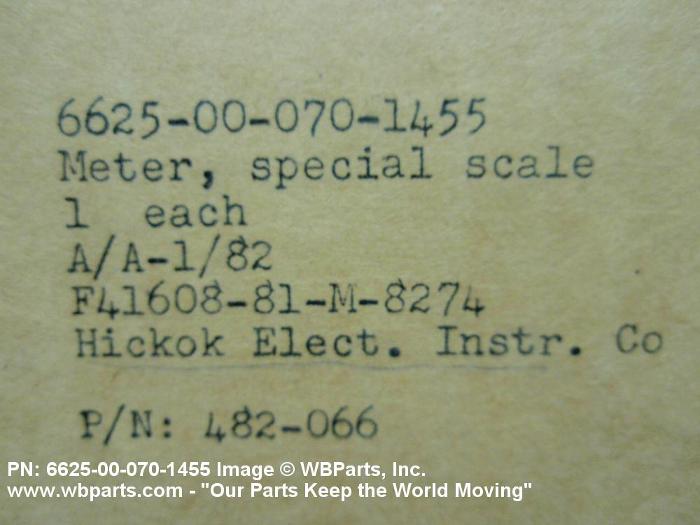 6625-00-070-1455
Meter, special scale
1 each
A/A-1/82
F41608-81-M-8274
Hickok Elect. Instr. Co
P/N: 482-066
PN: 6625-00-070-1455 Image © WBParts, Inc.
www.wbparts.com - "Our Parts Keep the World Moving"